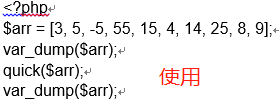 <?php
$arr = [3, 5, -5, 55, 15, 4, 14, 25, 8, 9];
var_dump($arr);
quick($arr);
var_dump($arr);
使用